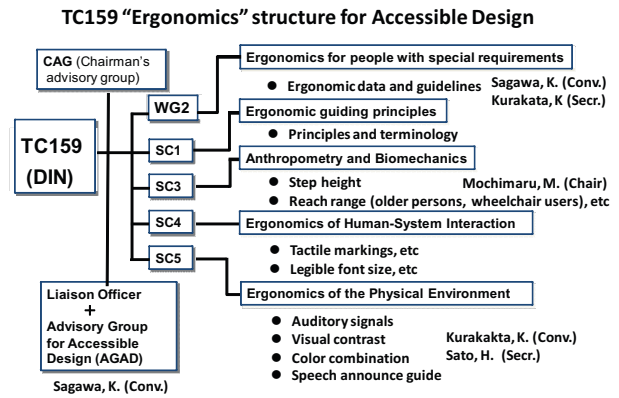 TC159 “Ergonomics” structure for Accessible Design
CAG (Chairman’s
advisory group)
TC159
(DIN)
WG2
SC1
SC3
SC4
SC5
Liaison Officer
+
Advisory Group
for Accessible
Design (AGAD)
Sagawa, K. (Conv.)
Ergonomics for people with special requirements
● Ergonomic data and guidelines Sagawa, K. (Conv.)
Kurakata, K (Secr.)
Ergonomic guiding principles
● Principles and terminology
Anthropometry and Biomechanics
● Step height Mochimaru, M. (Chair)
● Reach range (older persons, wheelchair users), etc
Ergonomics of Human-System Interaction
● Tactile markings, etc
● Legible font size, etc
Ergonomics of the Physical Environment
● Auditory signals
● Visual contrast Kurakakta, K. (Conv.)
● Color combination Sato, H. (Secr.)
● Speech announce guide